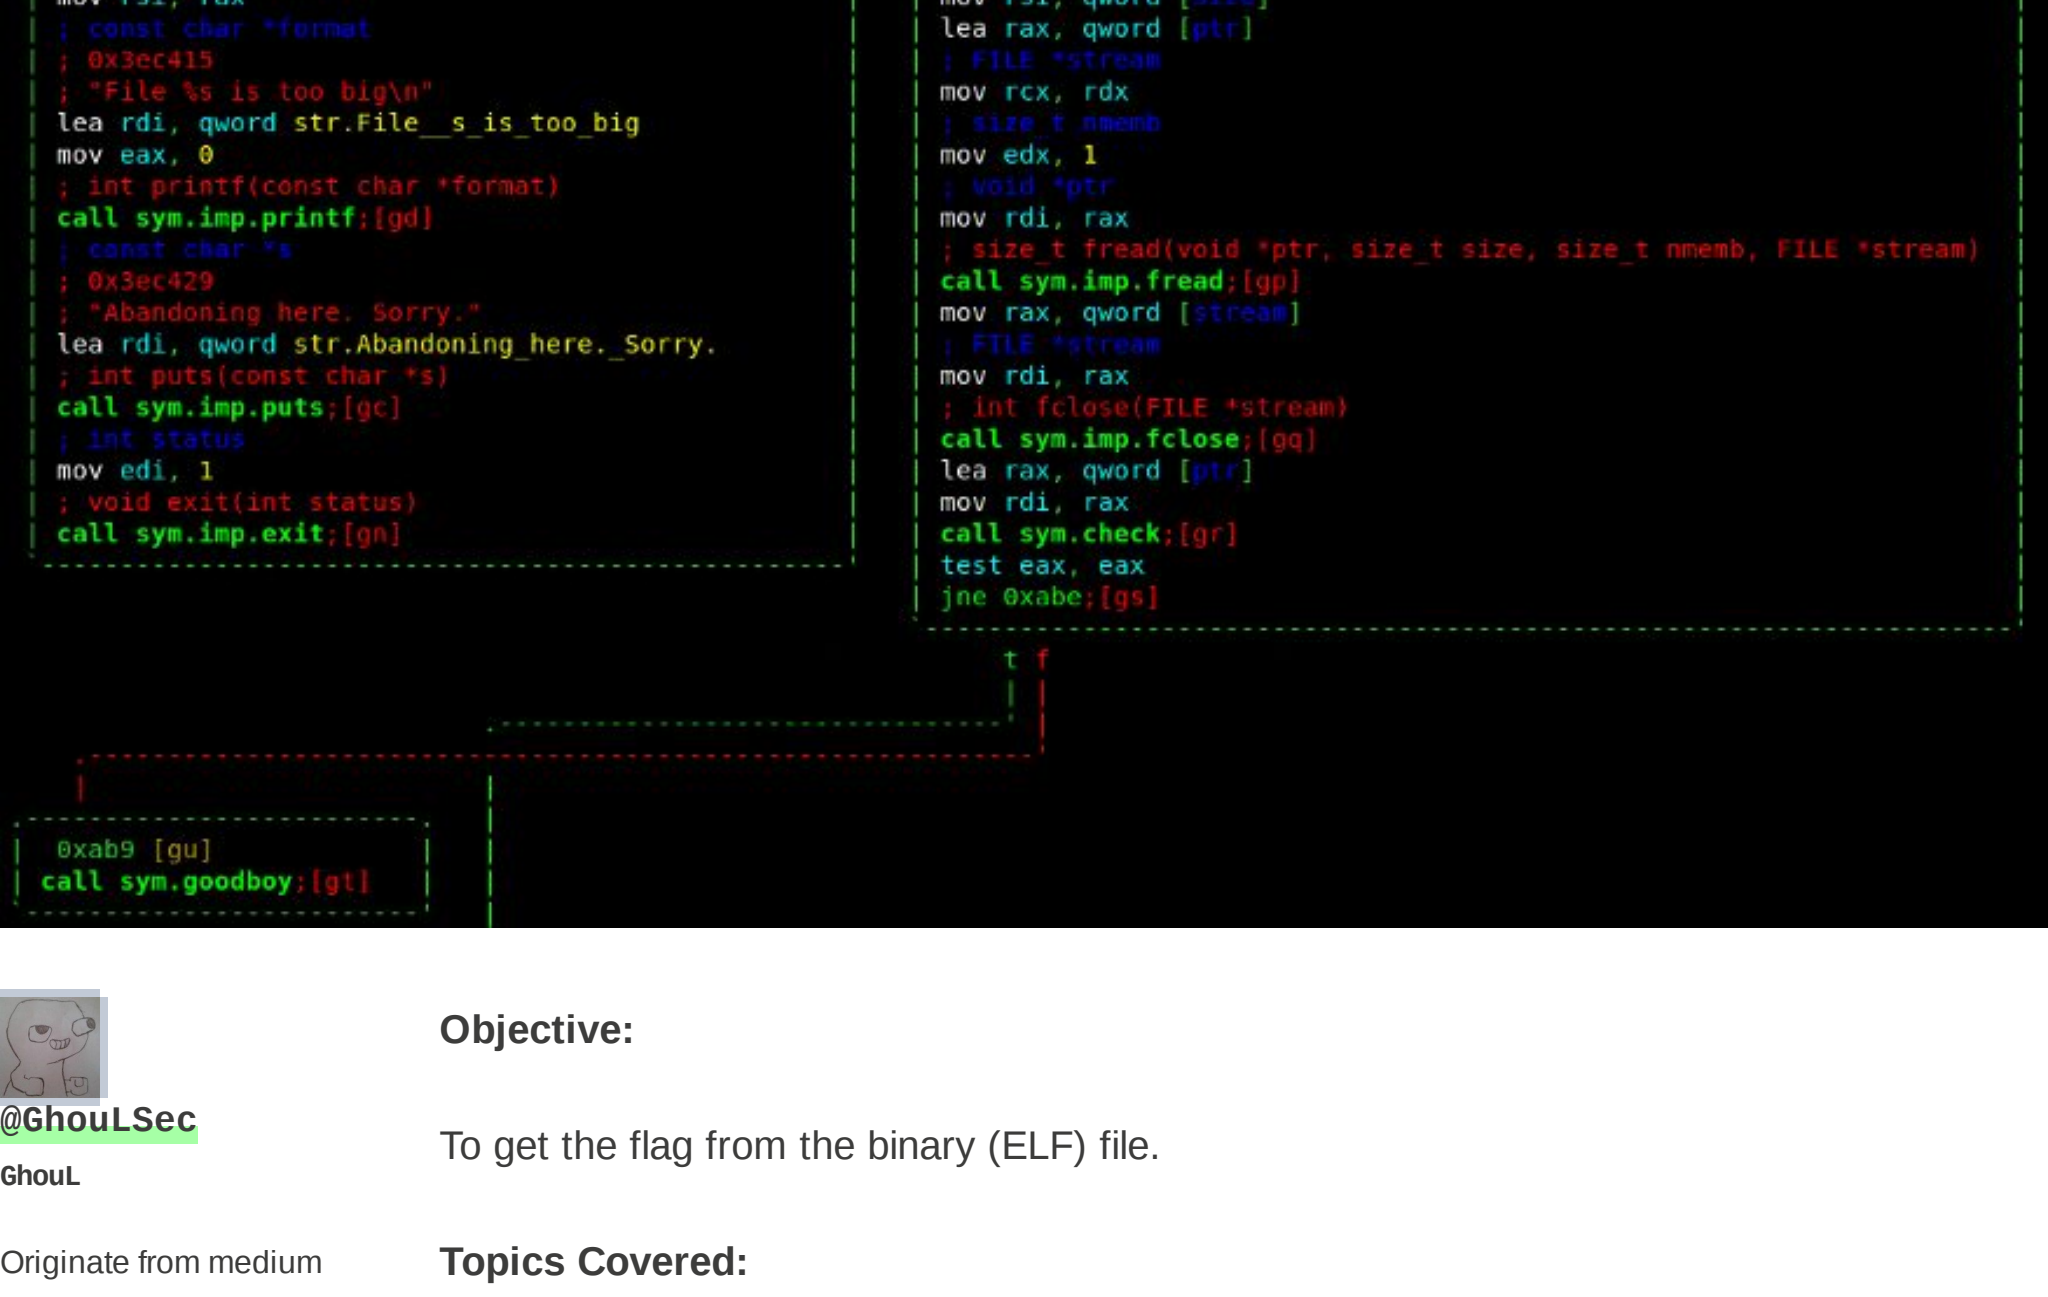 mov rsi, rax
; const char *format
; 0x3ec415
; "File %s is too big\n"
lea rdi, qword str.File__s_is_too_big
mov eax, 0
; int printf(const char *format)
call sym.imp.printf;[gd]
; const char *s
; 0x3ec429
; "Abandoning here. Sorry."
lea rdi, qword str.Abandoning_here._Sorry.
; int puts(const char *s)
call sym.imp.puts;[gc]
; int status
mov edi, 1
; void exit(int status)
call sym.imp.exit;[gn]
mov rsi, qword [size]
lea rax, qword [ptr]
; FILE *stream
mov rcx, rdx
; size_t nmemb
mov edx, 1
; void *ptr
mov rdi, rax
; size_t fread(void *ptr, size_t size, size_t nmemb, FILE *stream)
call sym.imp.fread;[gp]
mov rax, qword [stream]
; FILE *stream
mov rdi, rax
; int fclose(FILE *stream)
call sym.imp.fclose;[gq]
lea rax, qword [ptr]
mov rdi, rax
call sym.check;[gr]
test eax, eax
jne 0xabe;[gs]
t f
0xab9 [gu]
call sym.goodboy;[gt]
@GhouLSec
GhouL
Originate from medium
Objective:
To get the flag from the binary (ELF) file.
Topics Covered: